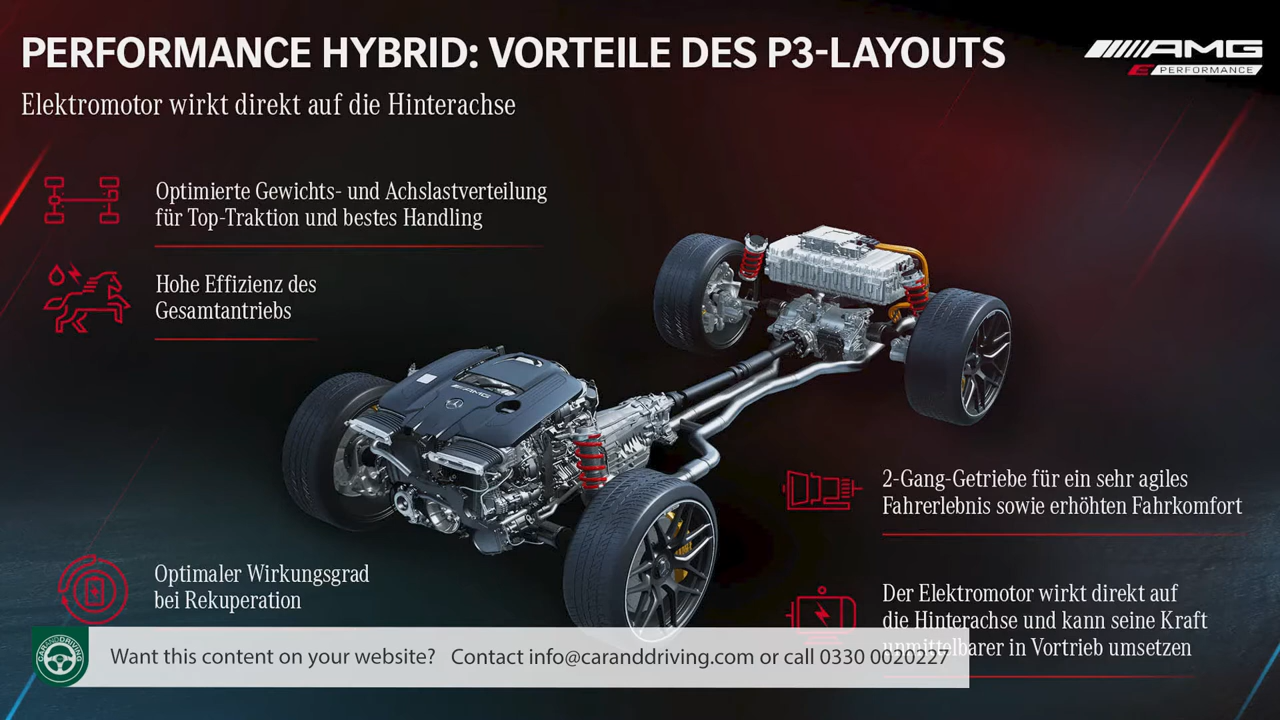 PERFORMANCE HYBRID: VORTEILE DES P3-LAYOUTS
AMG
E PERFORMANCE
Elektromotor wirkt direkt auf die Hinterachse
Optimierte Gewichts- und Achslastverteilung
für Top-Traktion und bestes Handling
Hohe Effizienz des
Gesamtantriebs
AMG
2-Gang-Getriebe für ein sehr agiles
Fahrerlebnis sowie erhöhten Fahrkomfort
Optimaler Wirkungsgrad
bei Rekuperation
Der Elektromotor wirkt direkt auf
die Hinterachse und kann seine Kraft
unmittelbarer in Vortrieb umsetzen
CARANDDRIVING
Want this content on your website? Contact info@caranddriving.com or call 0330 0020227